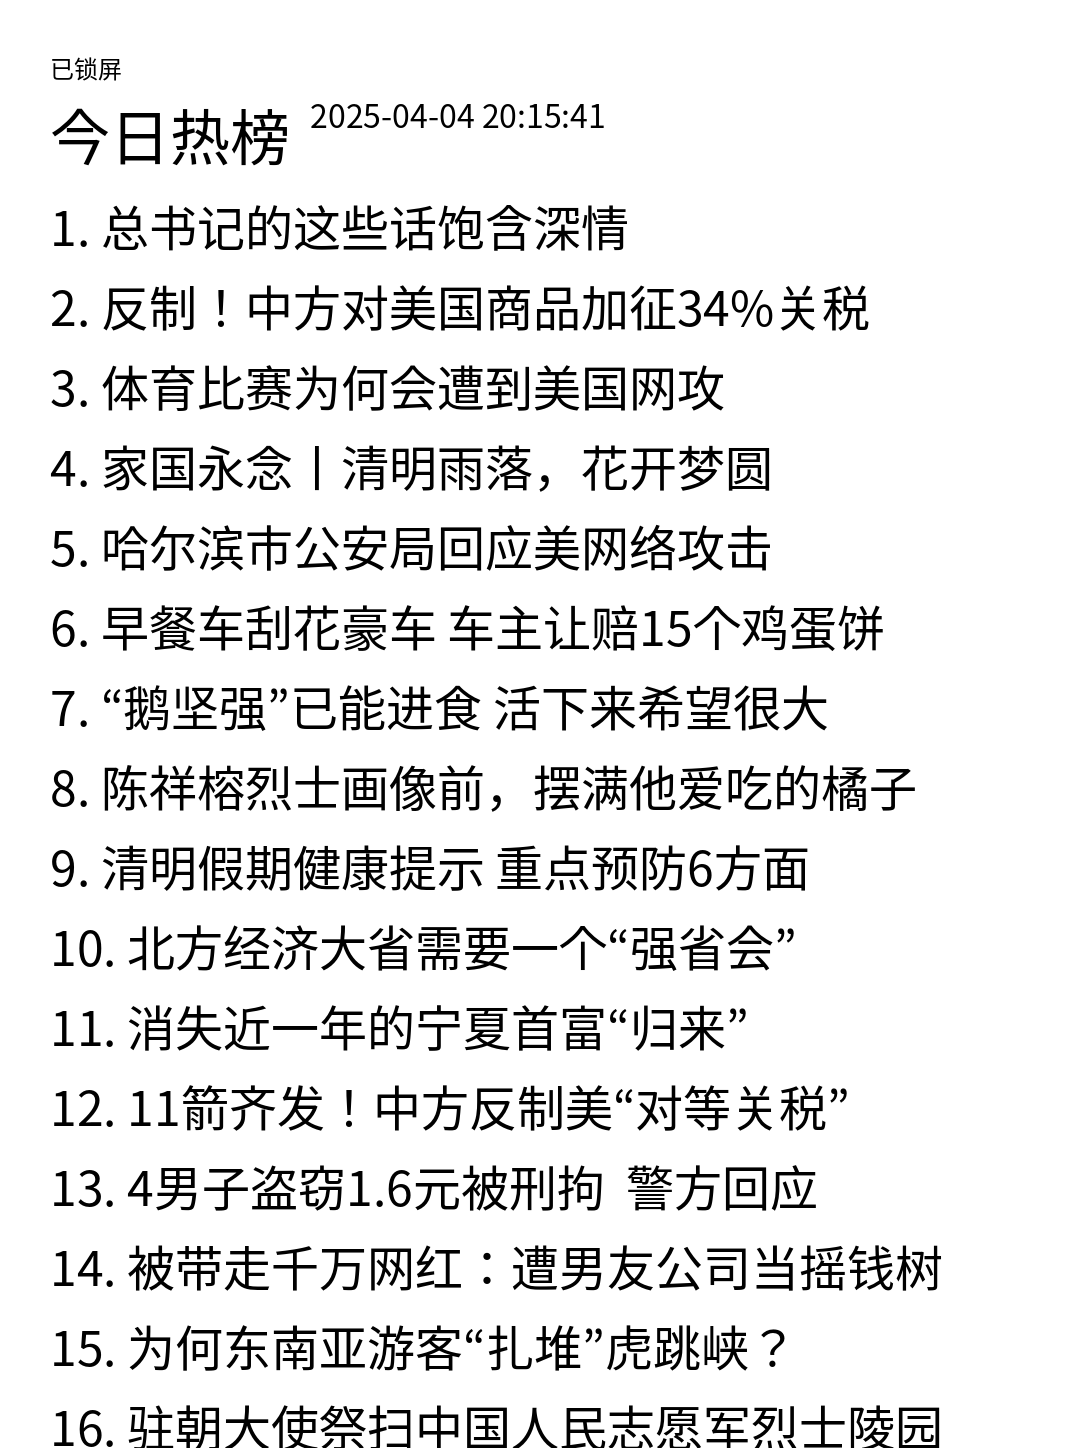 已锁屏
今日热榜 2025-04-04 20:15:41
1. 总书记的这些话饱含深情
2. 反制！中方对美国商品加征34%关税
3. 体育比赛为何会遭到美国网攻
4. 家国永念丨清明雨落，花开梦圆
5. 哈尔滨市公安局回应美网络攻击
6. 早餐车刮花豪车 车主让赔15个鸡蛋饼
7. “鹅坚强”已能进食 活下来希望很大
8. 陈祥榕烈士画像前，摆满他爱吃的橘子
9. 清明假期健康提示 重点预防6方面
10. 北方经济大省需要一个“强省会”
11. 消失近一年的宁夏首富“归来”
12. 11箭齐发！中方反制美“对等关税”
13. 4男子盗窃1.6元被刑拘  警方回应
14. 被带走千万网红：遭男友公司当摇钱树
15. 为何东南亚游客“扎堆”虎跳峡？
16. 驻朝大使祭扫中国人民志愿军烈士陵园